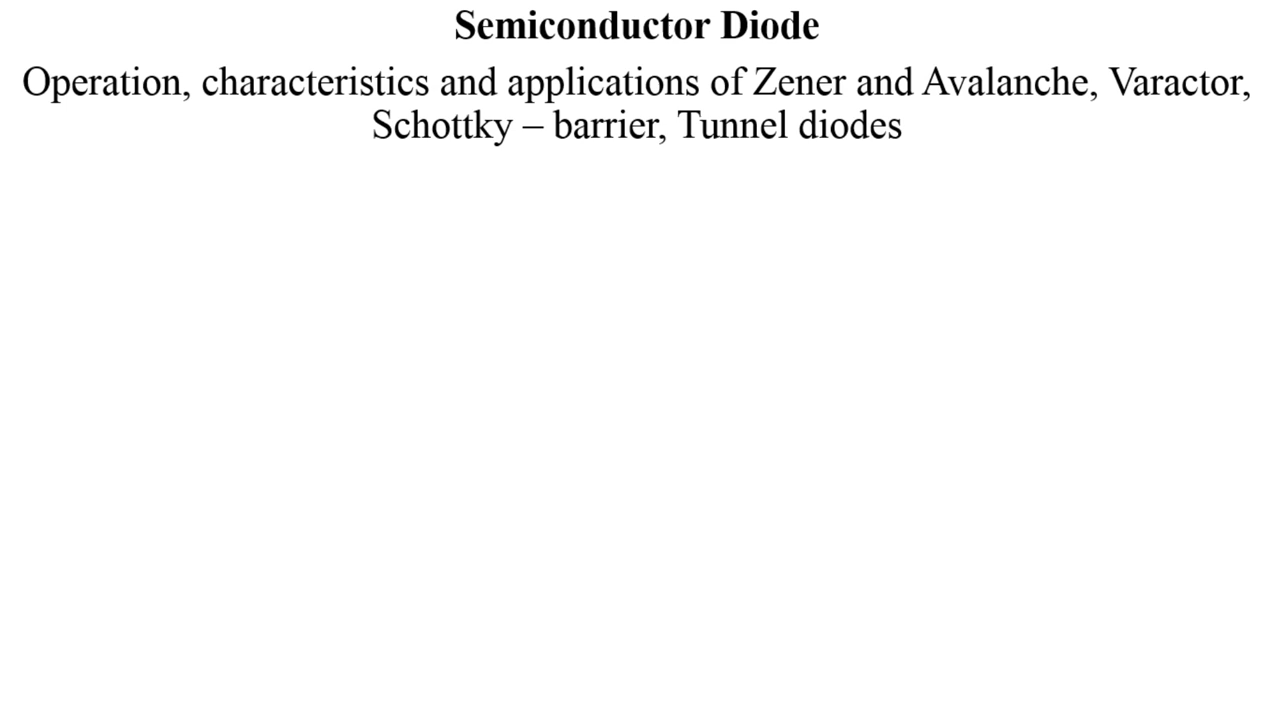 Semiconductor Diode
Operation, characteristics and applications of Zener and Avalanche, Varactor,
Schottky – barrier, Tunnel diodes